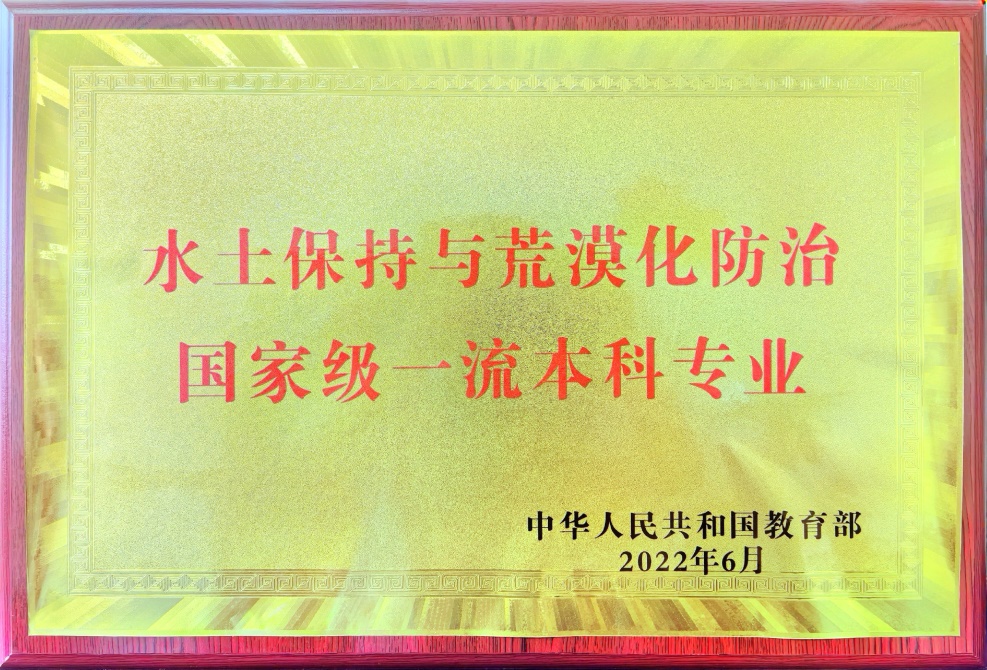 水土保持与荒漠化防治
国家级一流本科专业
中华人民共和国教育部
2022年6月